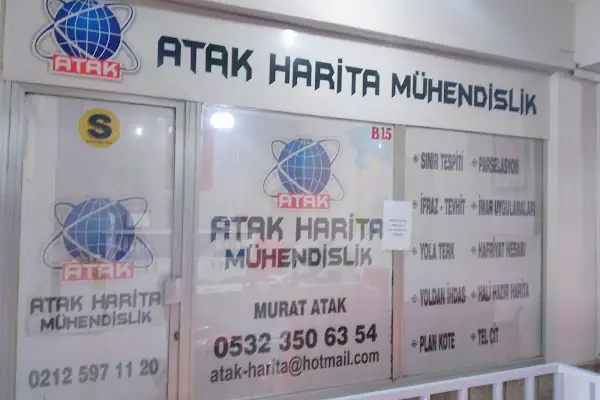 ATAK
ATAK HARİTA MÜHENDİSLİK
S
ATAK
ATAK HARİTA
MÜHENDİSLİK
0212 597 11 20
B15
ATAK
ATAK HARİTA
MÜHENDİSLİK
MURAT ATAK
0532 350 63 54
atak-harita@hotmail.com
SINIR TESPİTİ
İFRAZ - TEVHİT
YOLA TERK
YOLDAN İHDAS
PLAN KOTE
PARSELASYON
İMAR UYGULAMALARI
HAFRİYAT HESABI
HALİ HAZIR HARİTA
TEL ÇİT